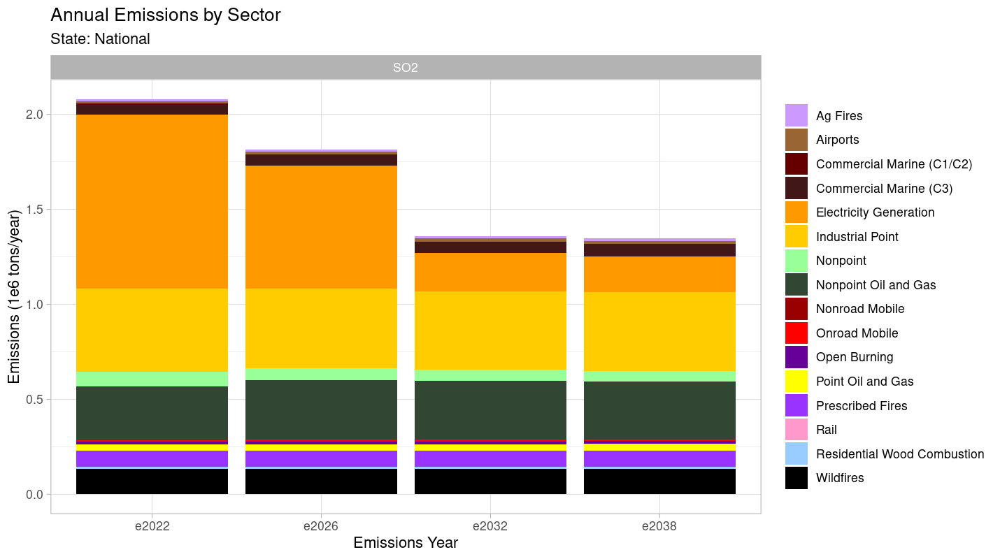 Annual Emissions by Sector
State: National
SO2
Emissions (1e6 tons/year)
2.0
1.5
1.0
0.5
0.0
e2022 e2026 e2032 e2038
Emissions Year
Ag Fires
Airports
Commercial Marine (C1/C2)
Commercial Marine (C3)
Electricity Generation
Industrial Point
Nonpoint
Nonpoint Oil and Gas
Nonroad Mobile
Onroad Mobile
Open Burning
Point Oil and Gas
Prescribed Fires
Rail
Residential Wood Combustion
Wildfires